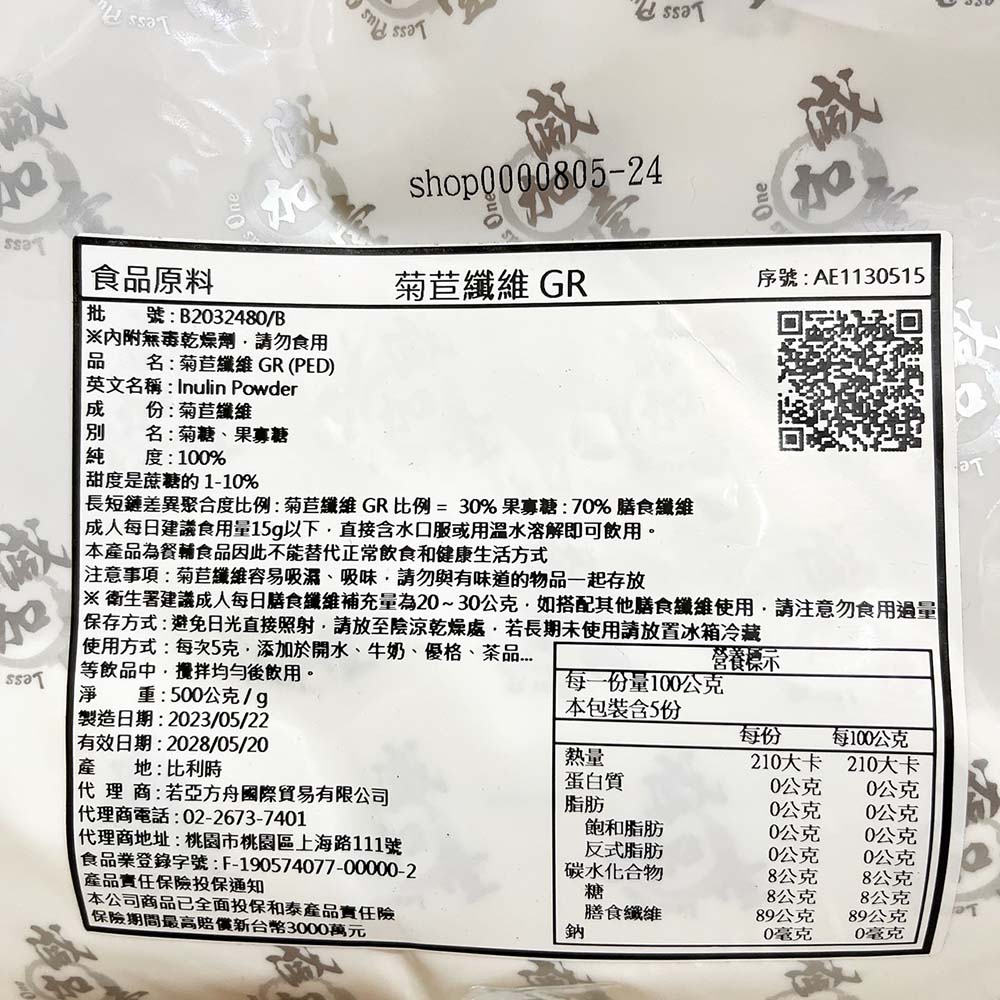 Less Plus One
shop0000805-24
食品原料 菊苣纖維 GR 序號：AE1130515
批 號：B2032480/B
※內附無毒乾燥劑，請勿食用
品 名：菊苣纖維 GR (PED)
英文名稱：Inulin Powder
成 份：菊苣纖維
別 名：菊糖、果寡糖
純 度：100%
甜度是蔗糖的 1-10%
長短鏈差異聚合度比例：菊苣纖維 GR 比例 = 30% 果寡糖：70% 膳食纖維
成人每日建議食用量15g以下，直接含水口服或用溫水溶解即可飲用。
本產品為餐輔食品因此不能替代正常飲食和健康生活方式
注意事項：菊苣纖維容易吸濕、吸味，請勿與有味道的物品一起存放
※ 衛生署建議成人每日膳食纖維補充量為20～30公克，如搭配其他膳食纖維使用，請注意勿食用過量
保存方式：避免日光直接照射，請放至陰涼乾燥處，若長期未使用請放置冰箱冷藏
使用方式：每次5克，添加於開水、牛奶、優格、茶品...
等飲品中，攪拌均勻後飲用。
淨 重：500公克 / g
製造日期：2023/05/22
有效日期：2028/05/20
產 地：比利時
代 理 商：若亞方舟國際貿易有限公司
代理商電話：02-2673-7401
代理商地址：桃園市桃園區上海路111號
食品業登錄字號：F-190574077-00000-2
產品責任保險投保通知
本公司商品已全面投保和泰產品責任險
保險期間最高賠償新台幣3000萬元
營養標示
每一份量100公克
本包裝含5份
每份 每100公克
熱量 210大卡 210大卡
蛋白質 0公克 0公克
脂肪 0公克 0公克
飽和脂肪 0公克 0公克
反式脂肪 0公克 0公克
碳水化合物 8公克 8公克
糖 8公克 8公克
膳食纖維 89公克 89公克
鈉 0毫克 0毫克